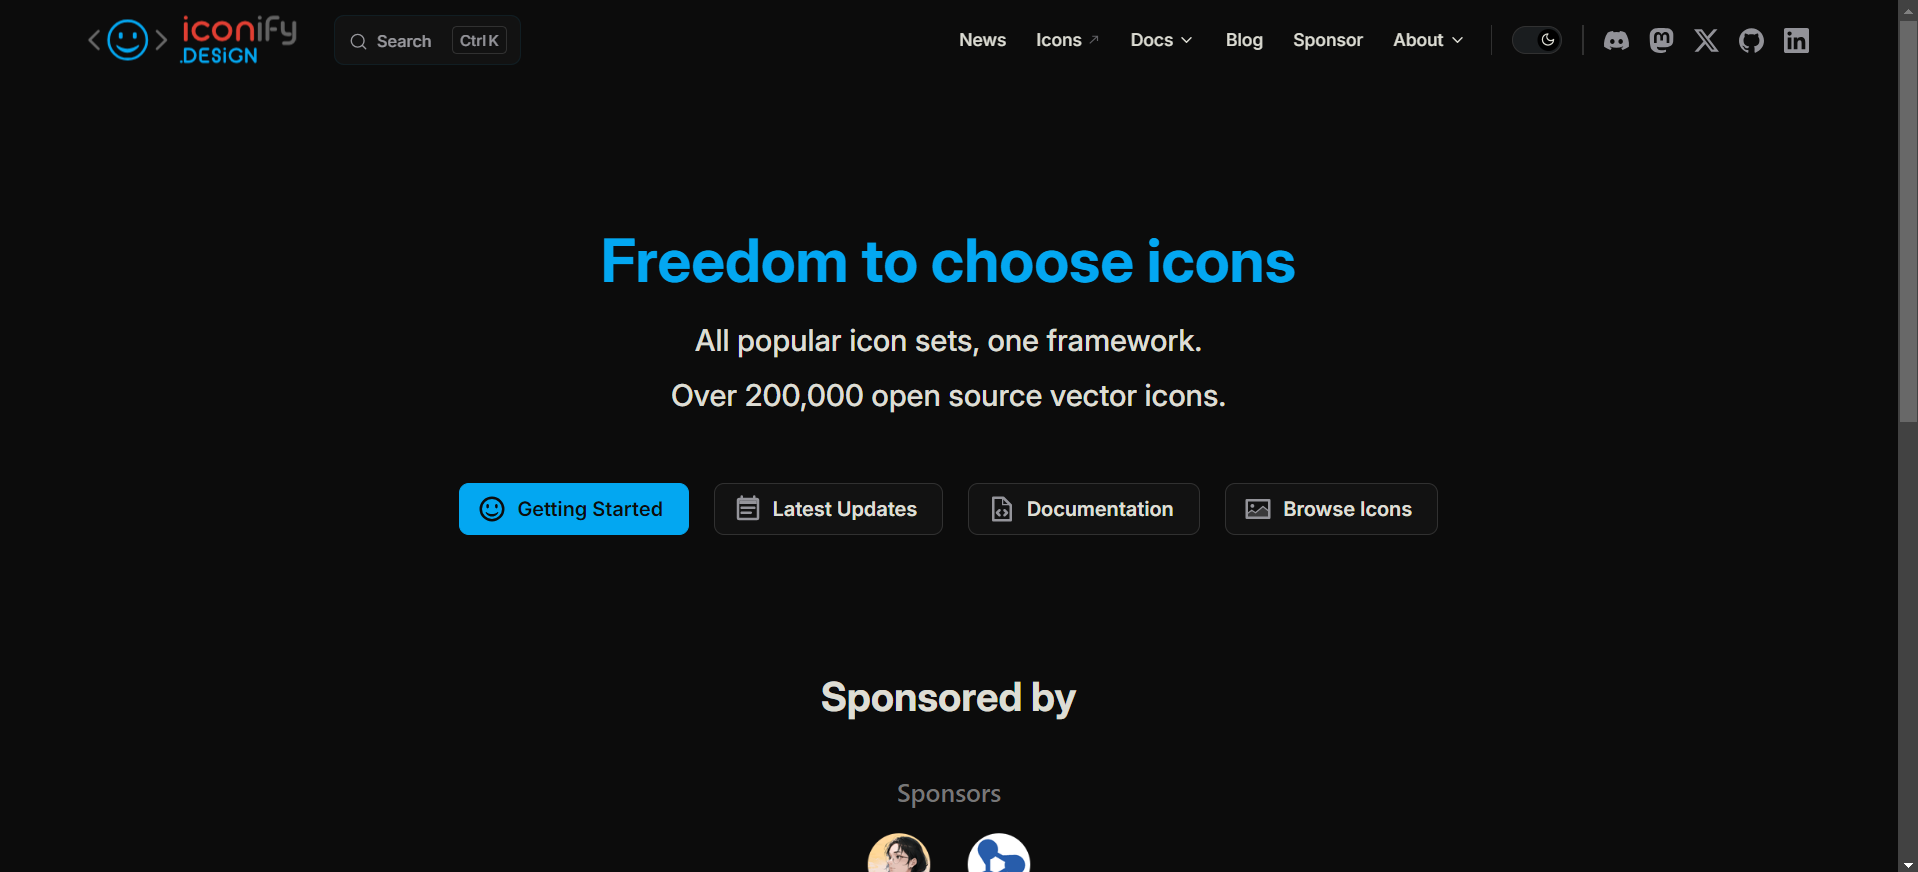 iconify
.DESiGN
Search
Ctrl K
News
Icons
Docs
Blog
Sponsor
About
Freedom to choose icons
All popular icon sets, one framework.
Over 200,000 open source vector icons.
Getting Started
Latest Updates
Documentation
Browse Icons
Sponsored by
Sponsors